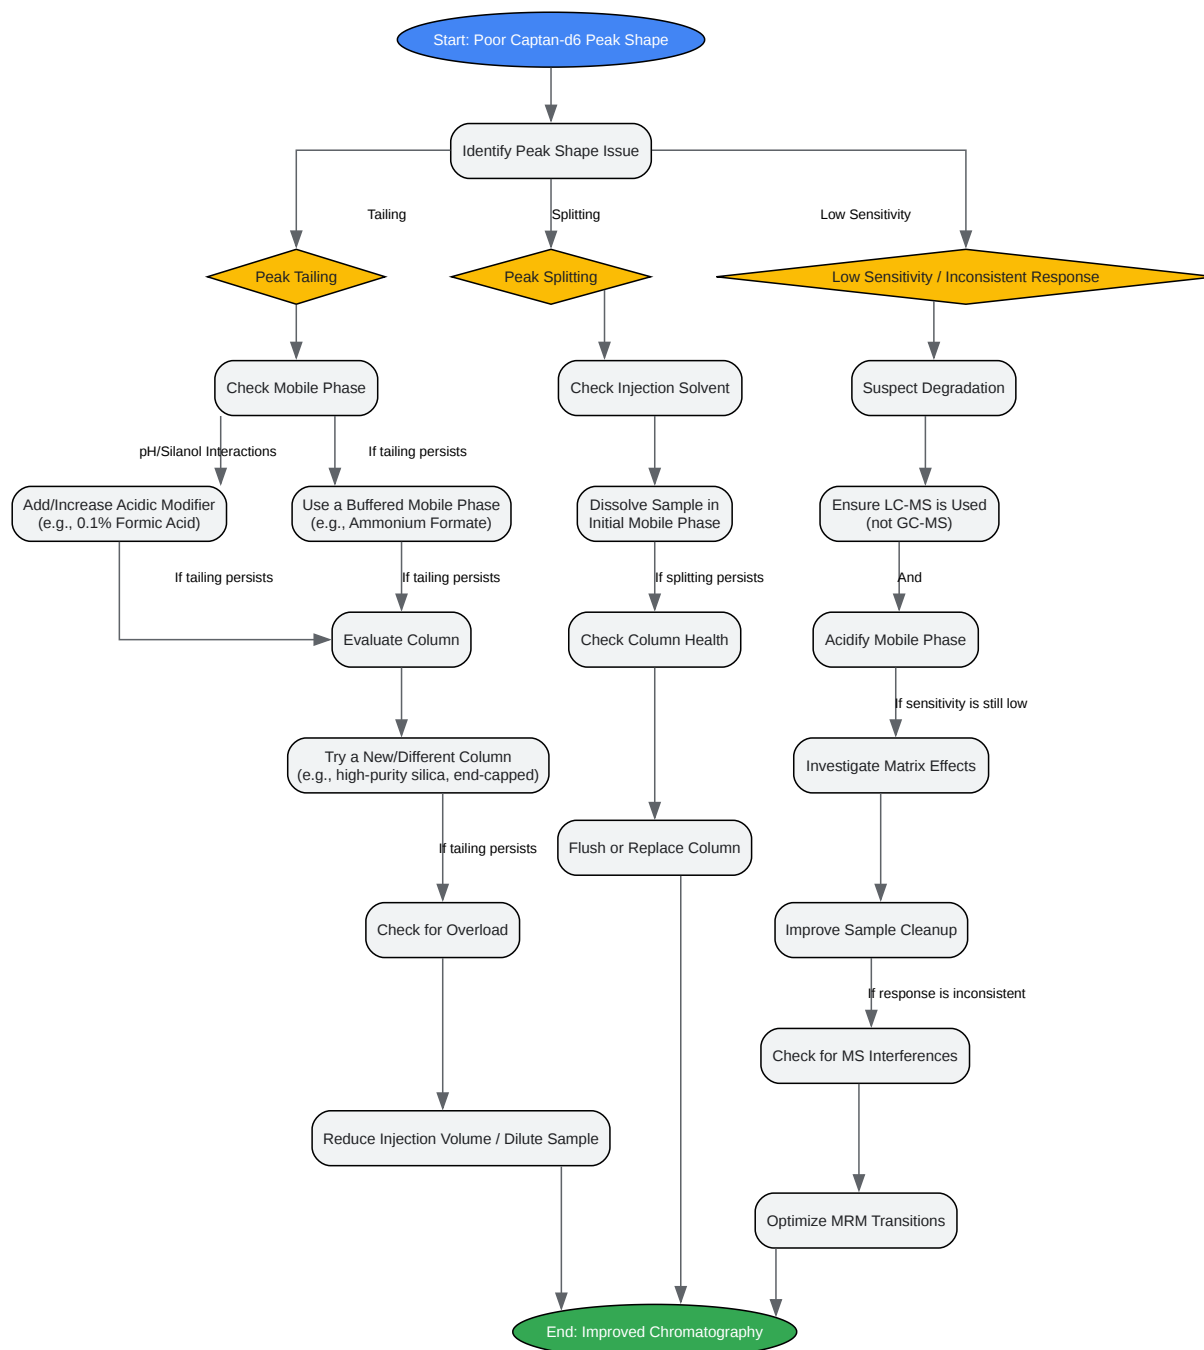 Start: Poor Captan-d6 Peak Shape
Identify Peak Shape Issue
Tailing
Splitting
Low Sensitivity
Peak Tailing
Peak Splitting
Low Sensitivity / Inconsistent Response
Check Mobile Phase
Check Injection Solvent
Suspect Degradation
pH/Silanol Interactions
If tailing persists
Add/Increase Acidic Modifier
(e.g., 0.1% Formic Acid)
Use a Buffered Mobile Phase
(e.g., Ammonium Formate)
Dissolve Sample in
Initial Mobile Phase
Ensure LC-MS is Used
(not GC-MS)
If tailing persists
If tailing persists
If splitting persists
And
Evaluate Column
Check Column Health
Acidify Mobile Phase
If sensitivity is still low
Try a New/Different Column
(e.g., high-purity silica, end-capped)
Investigate Matrix Effects
If tailing persists
Flush or Replace Column
Check for Overload
Improve Sample Cleanup
If response is inconsistent
Check for MS Interferences
Reduce Injection Volume / Dilute Sample
Optimize MRM Transitions
End: Improved Chromatography